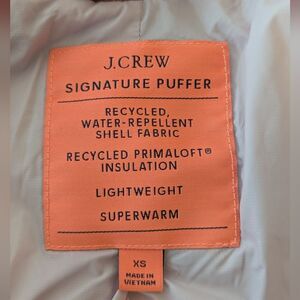 J.CREW
SIGNATURE PUFFER
RECYCLED,
WATER-REPELLENT
SHELL FABRIC
RECYCLED PRIMALOFT®
INSULATION
LIGHTWEIGHT
SUPERWARM
XS
MADE IN
VIETNAM